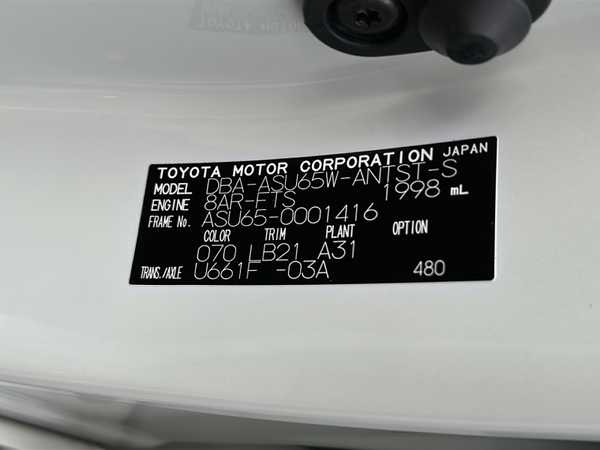 TOYOTA MOTOR CORPORATION JAPAN
MODEL DBA-ASU65W-ANTST-S
ENGINE 8AR-FTS 1998 mL
FRAME No. ASU65-0001416
COLOR TRIM PLANT OPTION
070 LB21 A31
TRANS./AXLE U661F -03A 480